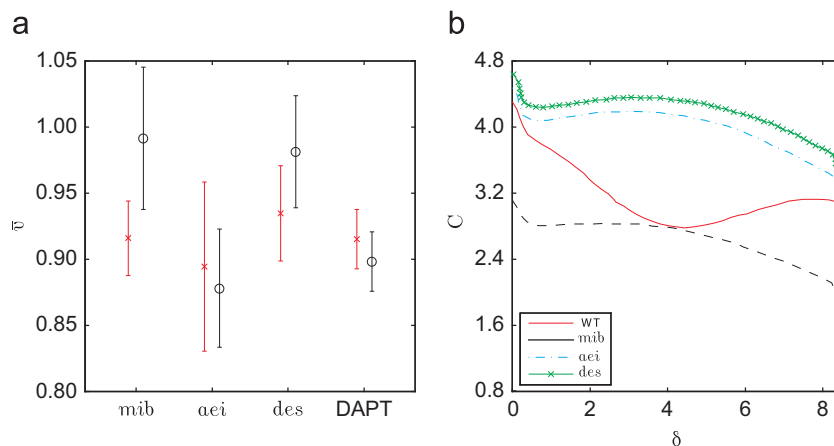 a
b
1.05
1.00
0.95
0.90
0.85
0.80
v̅
mib aei des DAPT
4.8
4.0
3.2
2.4
1.6
0.8
C
WT
mib
aei
des
0 2 4 6 8
δ